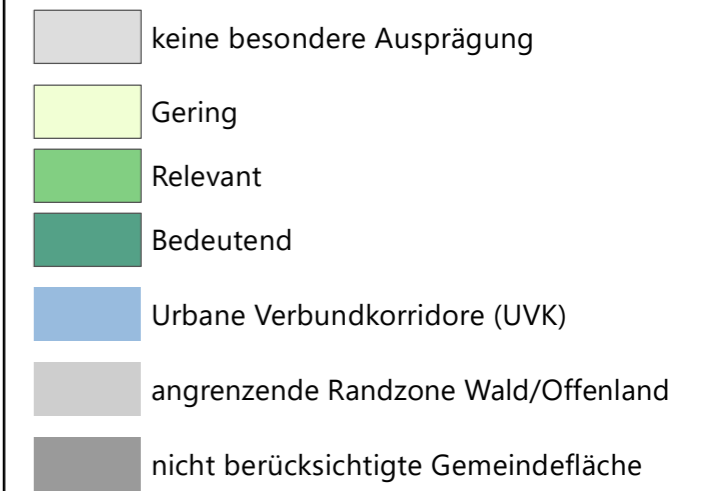 keine besondere Ausprägung
Gering
Relevant
Bedeutend
Urbane Verbundkorridore (UVK)
angrenzende Randzone Wald/Offenland
nicht berücksichtigte Gemeindefläche